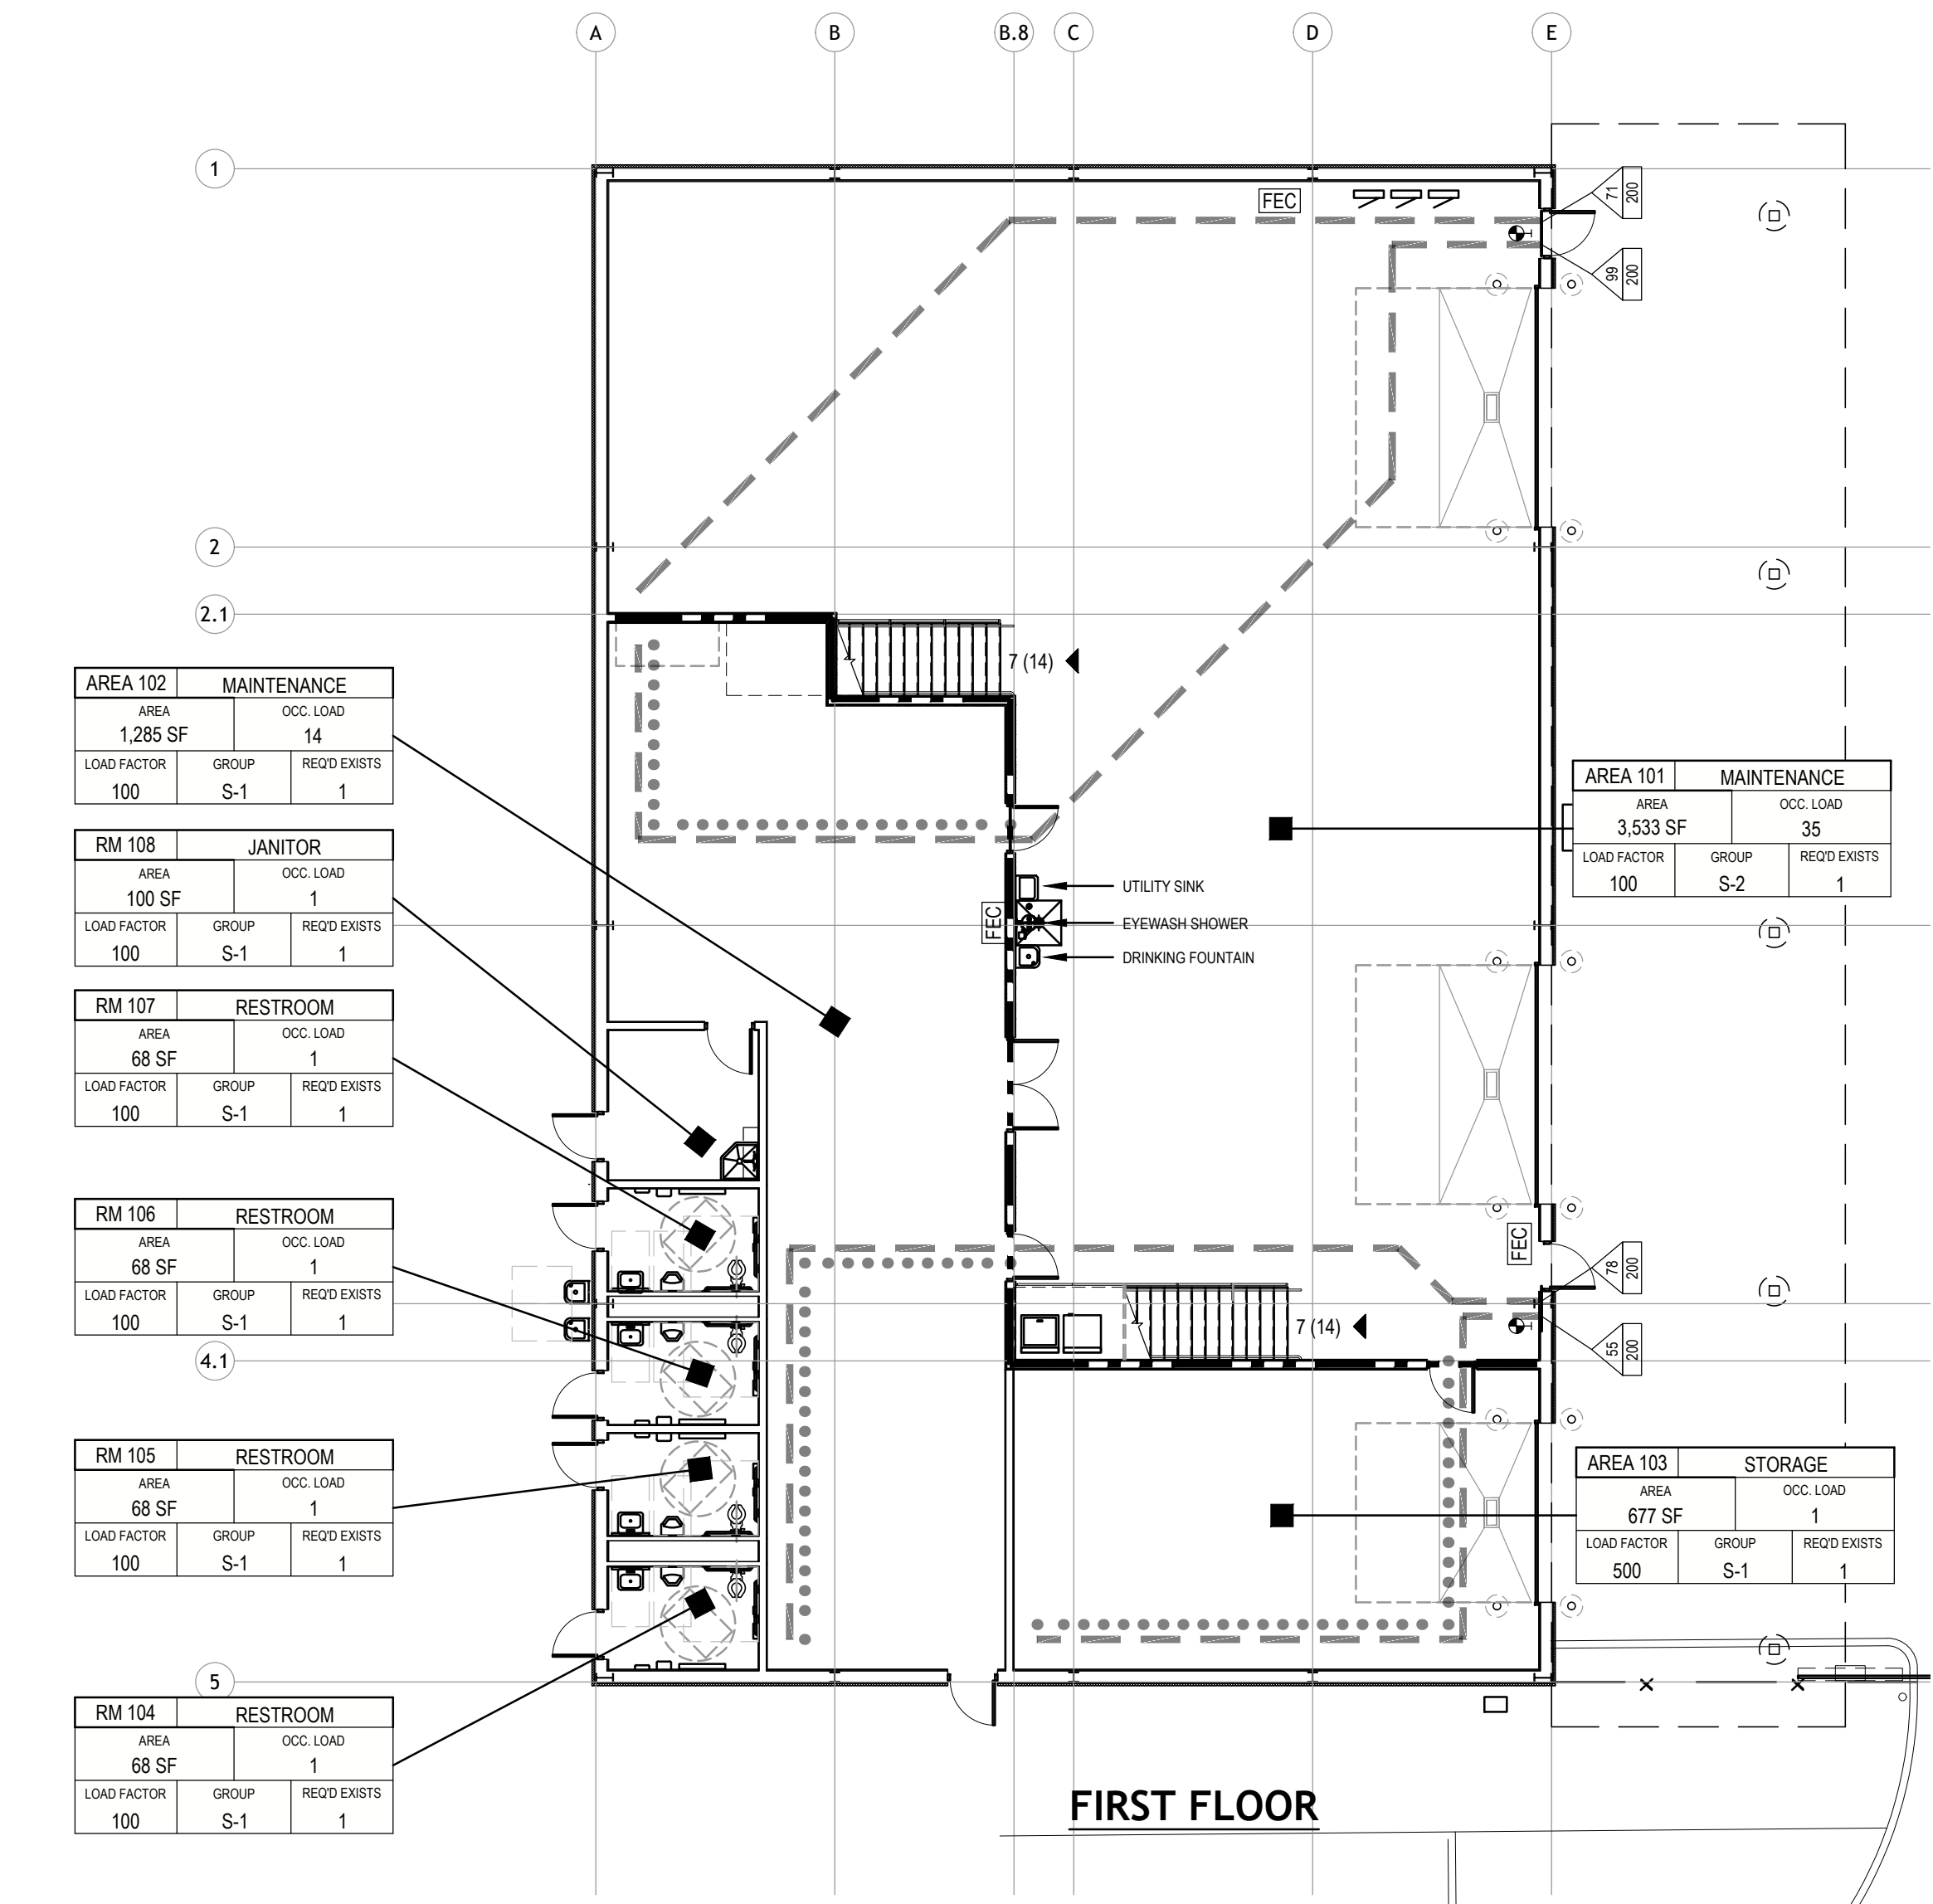 A B B.8 C D E
1
FEC
71
200
99
200
2
2.1
7 (14)
AREA 102 MAINTENANCE
AREA OCC. LOAD
1,285 SF 14
LOAD FACTOR GROUP REQ'D EXISTS
100 S-1 1
AREA 101 MAINTENANCE
AREA OCC. LOAD
3,533 SF 35
LOAD FACTOR GROUP REQ'D EXISTS
100 S-2 1
RM 108 JANITOR
AREA OCC. LOAD
100 SF 1
LOAD FACTOR GROUP REQ'D EXISTS
100 S-1 1
UTILITY SINK
FEC
EYEWASH SHOWER
DRINKING FOUNTAIN
RM 107 RESTROOM
AREA OCC. LOAD
68 SF 1
LOAD FACTOR GROUP REQ'D EXISTS
100 S-1 1
RM 106 RESTROOM
AREA OCC. LOAD
68 SF 1
LOAD FACTOR GROUP REQ'D EXISTS
100 S-1 1
FEC
78
200
7 (14)
55
200
4.1
RM 105 RESTROOM
AREA OCC. LOAD
68 SF 1
LOAD FACTOR GROUP REQ'D EXISTS
100 S-1 1
AREA 103 STORAGE
AREA OCC. LOAD
677 SF 1
LOAD FACTOR GROUP REQ'D EXISTS
500 S-1 1
5
RM 104 RESTROOM
AREA OCC. LOAD
68 SF 1
LOAD FACTOR GROUP REQ'D EXISTS
100 S-1 1
FIRST FLOOR